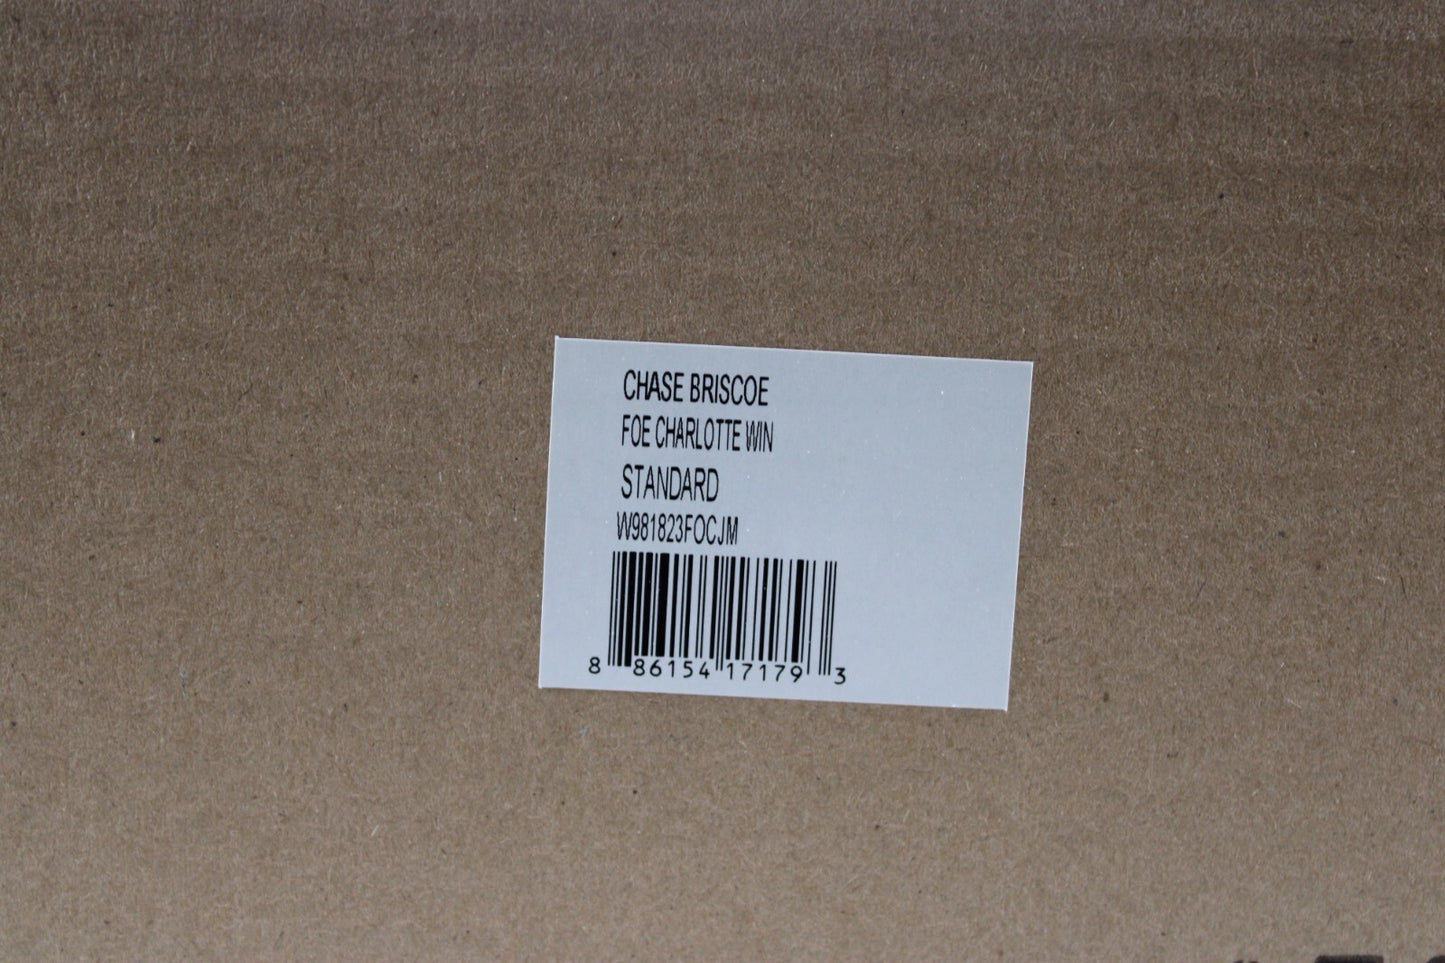 CHASE BRISCOE
FOE CHARLOTTE WIN
STANDARD
W981823FOCJM
8 86154 17179 3